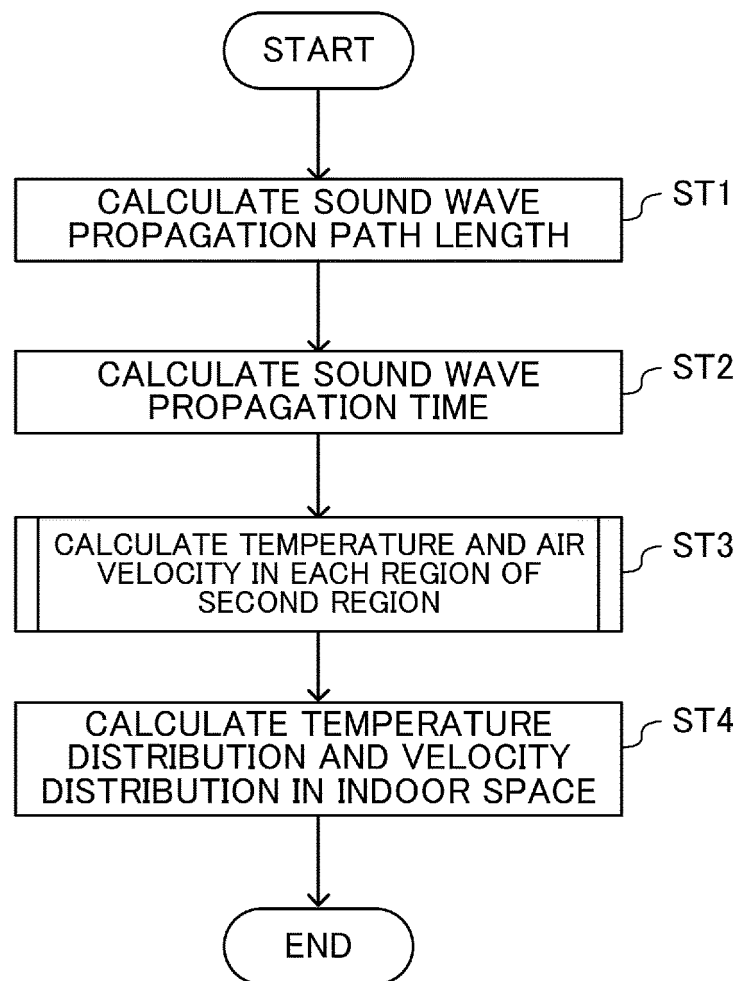 START
CALCULATE SOUND WAVE
PROPAGATION PATH LENGTH
ST1
CALCULATE SOUND WAVE
PROPAGATION TIME
ST2
CALCULATE TEMPERATURE AND AIR
VELOCITY IN EACH REGION OF
SECOND REGION
ST3
CALCULATE TEMPERATURE
DISTRIBUTION AND VELOCITY
DISTRIBUTION IN INDOOR SPACE
ST4
END